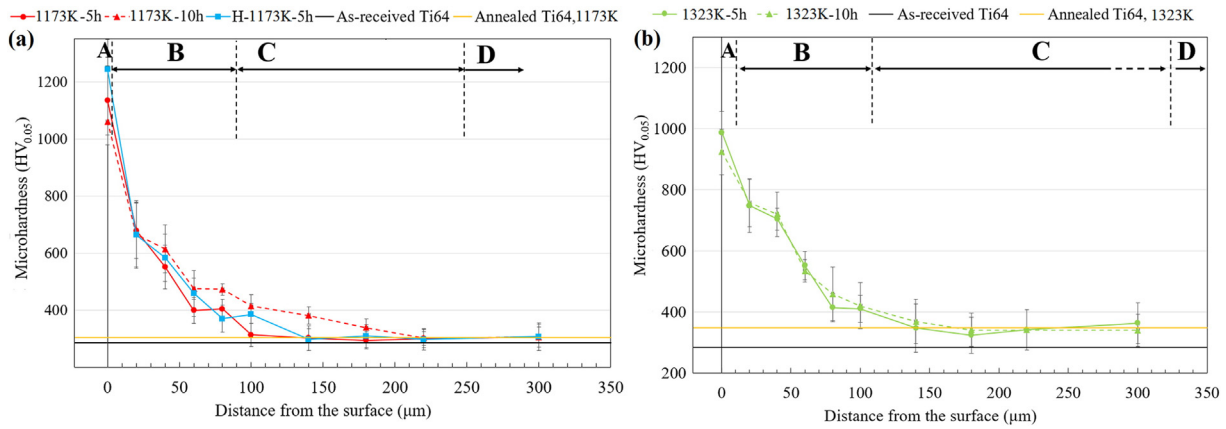 1173K-5h 1173K-10h H-1173K-5h As-received Ti64 Annealed Ti64,1173K
(a)
A B C D
Microhardness (HV0.05)
1200
1000
800
600
400
0 50 100 150 200 250 300 350
Distance from the surface (μm)
1323K-5h 1323K-10h As-received Ti64 Annealed Ti64, 1323K
(b)
A B C D
Microhardness (HV0.05)
1200
1000
800
600
400
200
0 50 100 150 200 250 300 350
Distance from the surface (μm)